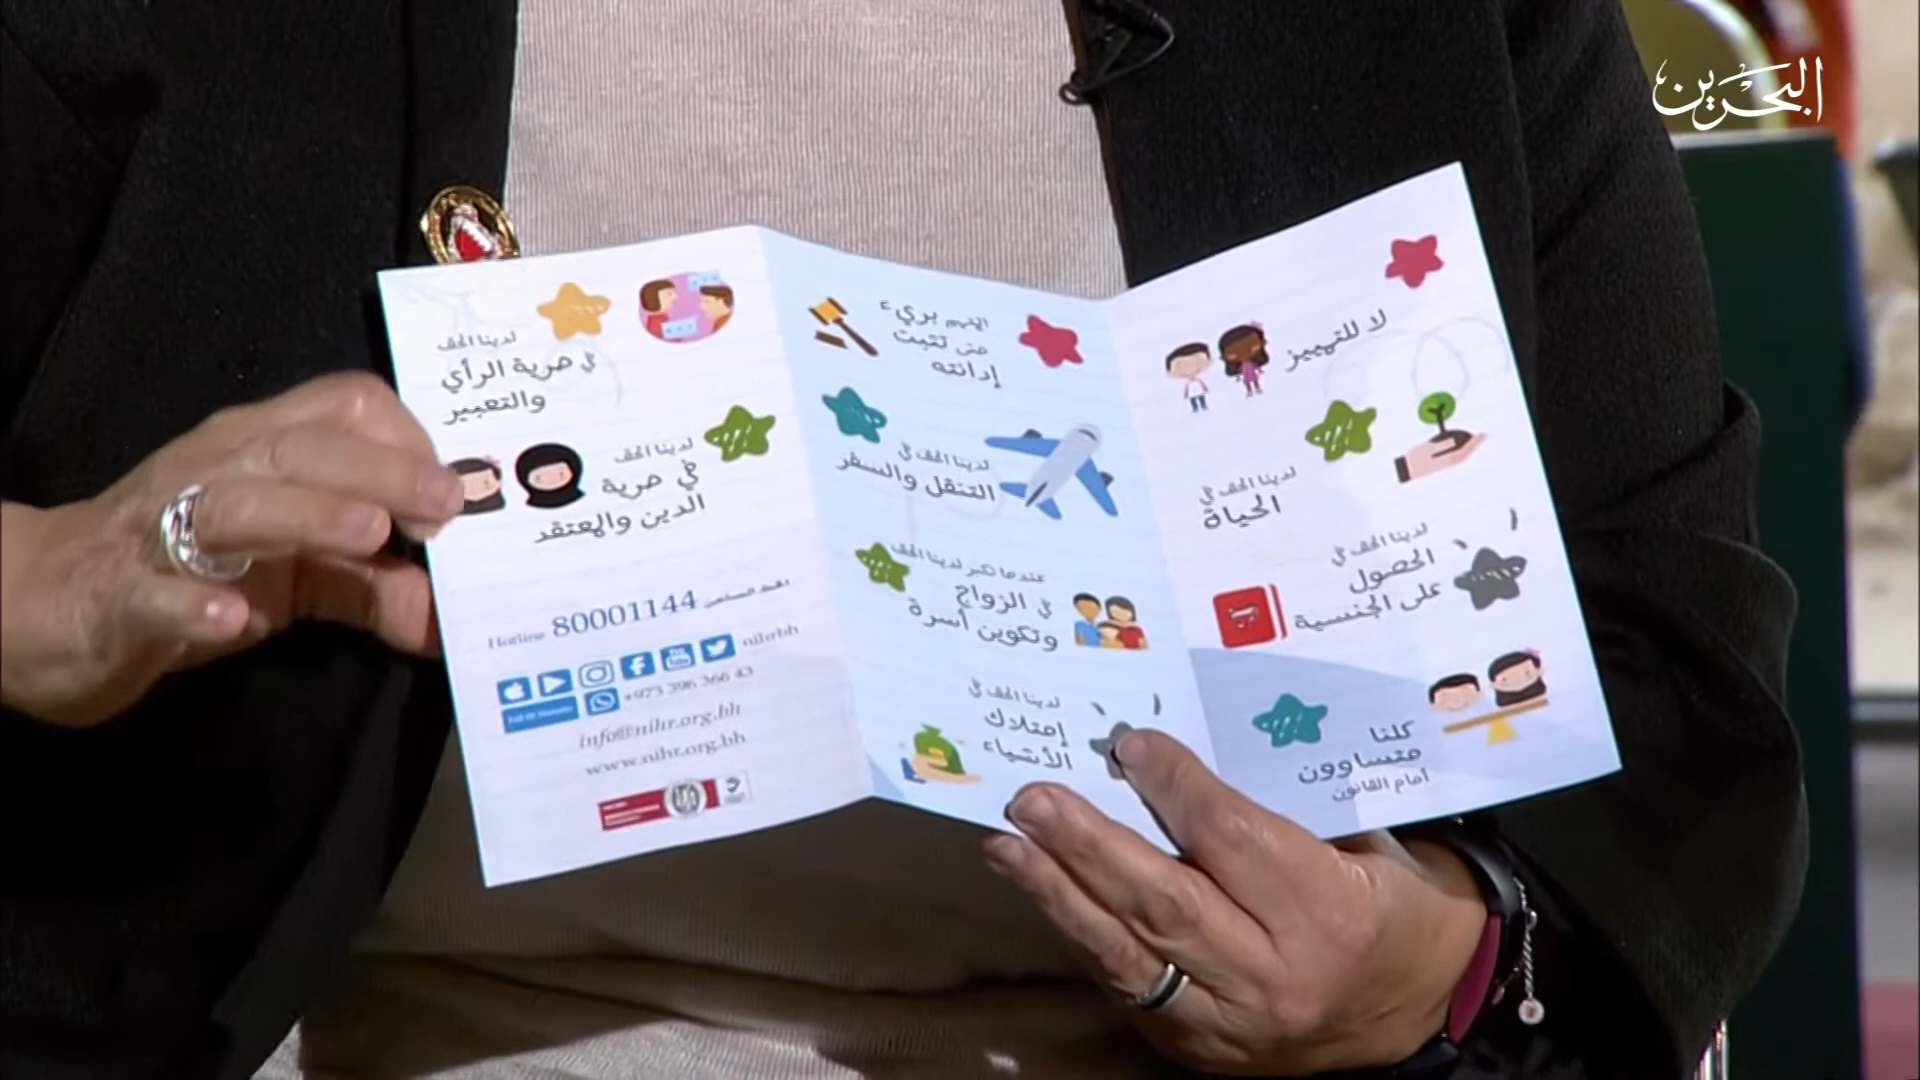 البحرين
لا للتمييز
لدينا الحق في
الحياة
لدينا الحق في
الحصول
على الجنسية
كلنا
متساوون
أمام القانون
المتهم بريء
حتى تثبت
إدانته
لدينا الحق في
التنقل والسفر
عندما نكبر لدينا الحق
في الزواج
وتكوين أسرة
لدينا الحق في
إمتلاك
الأشياء
لدينا الحق
في حرية الرأي
والتعبير
لدينا الحق
في حرية
الدين والمعتقد
Hotline 80001144 الخط الساخن
nihrbh
+973 396 366 43
info@nihr.org.bh
www.nihr.org.bh